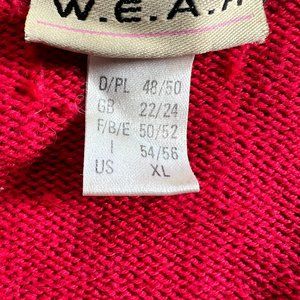 W.E.A.R
D/PL 48/50
GB 22/24
F/B/E 50/52
I 54/56
US XL